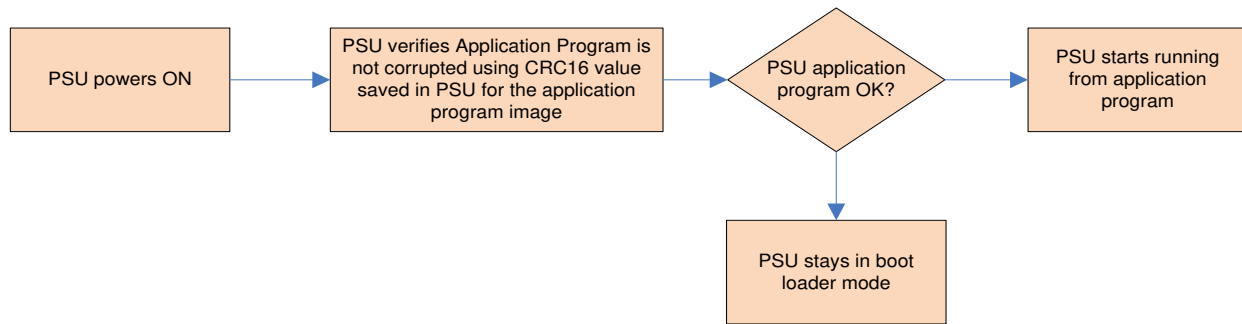 PSU powers ON
PSU verifies Application Program is
not corrupted using CRC16 value
saved in PSU for the application
program image
PSU application
program OK?
PSU starts running
from application
program
PSU stays in boot
loader mode